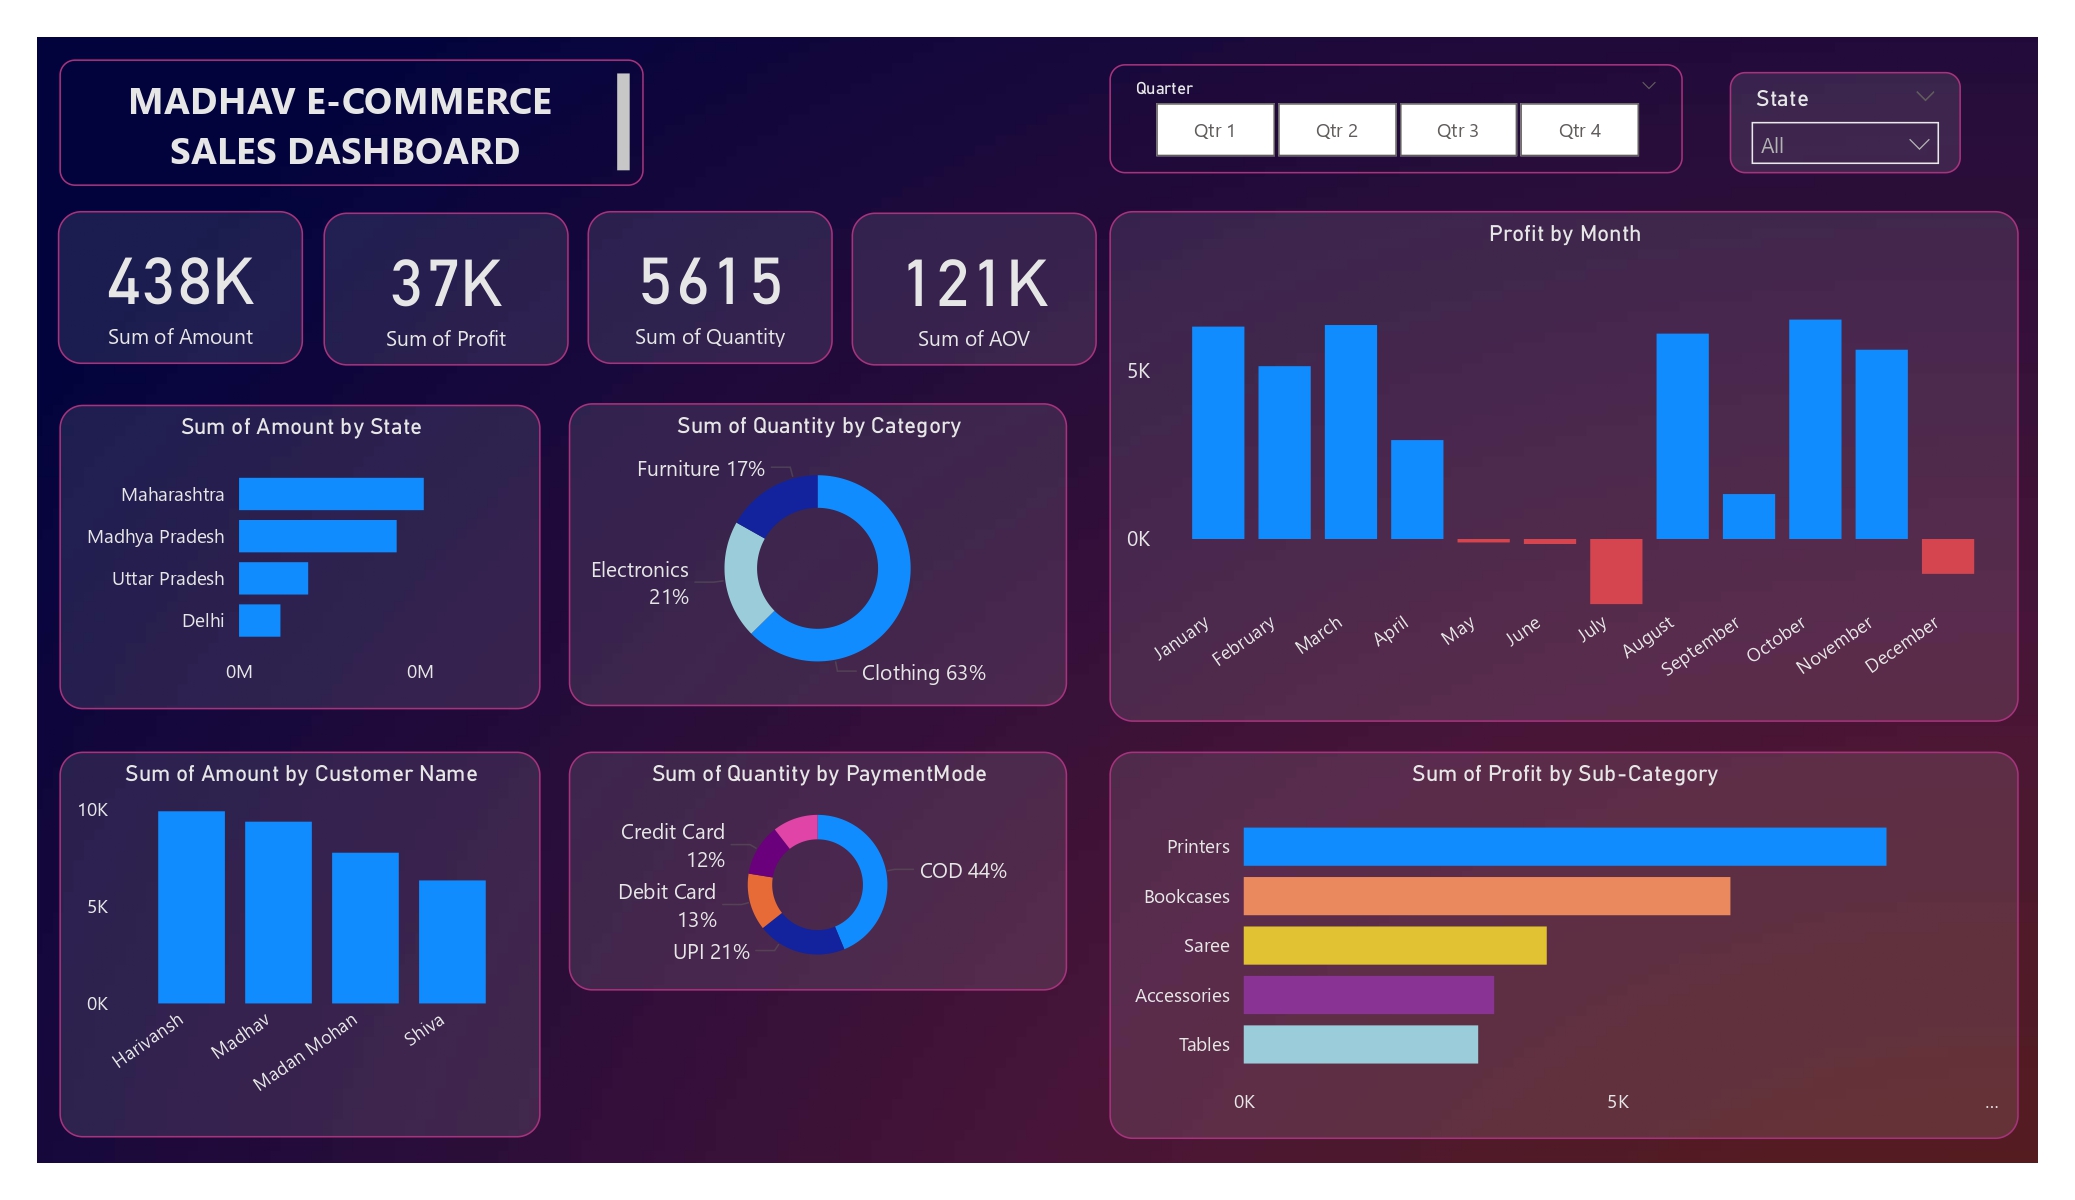 MADHAV E-COMMERCE
SALES DASHBOARD
Quarter
Qtr 1
Qtr 2
Qtr 3
Qtr 4
State
All
438K
Sum of Amount
37K
Sum of Profit
5615
Sum of Quantity
121K
Sum of AOV
Profit by Month
5K
0K
January
February
March
April
May
June
July
August
September
October
November
December
Sum of Amount by State
Maharashtra
Madhya Pradesh
Uttar Pradesh
Delhi
0M
0M
Sum of Quantity by Category
Furniture 17%
Electronics
21%
Clothing 63%
Sum of Amount by Customer Name
10K
5K
0K
Harivansh
Madhav
Madan Mohan
Shiva
Sum of Quantity by PaymentMode
Credit Card
12%
COD 44%
Debit Card
13%
UPI 21%
Sum of Profit by Sub-Category
Printers
Bookcases
Saree
Accessories
Tables
0K
5K
...